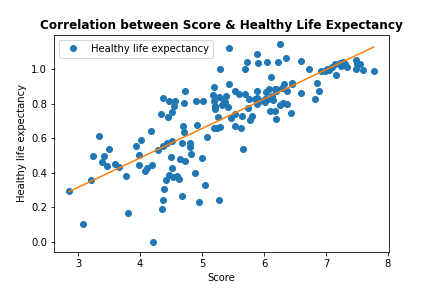 Correlation between Score & Healthy Life Expectancy
Healthy life expectancy
Healthy life expectancy
1.0
0.8
0.6
0.4
0.2
0.0
3 4 5 6 7 8
Score